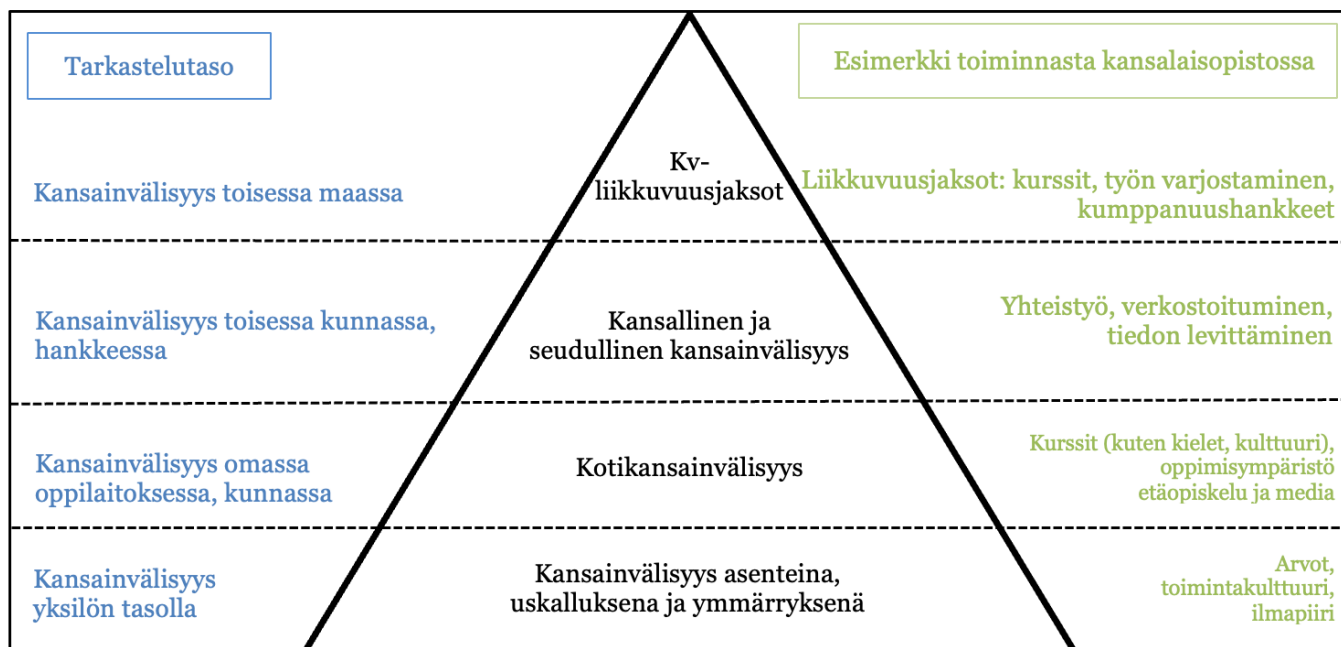 Tarkastelutaso
Esimerkki toiminnasta kansalaisopistossa
Kansainvälisyys toisessa maassa
Kv-
liikkuvuusjaksot
Liikkuvuusjaksot: kurssit, työn varjostaminen,
kumppanuushankkeet
Kansainvälisyys toisessa kunnassa,
hankkeessa
Kansallinen ja
seudullinen kansainvälisyys
Yhteistyö, verkostoituminen,
tiedon levittäminen
Kansainvälisyys omassa
oppilaitoksessa, kunnassa
Kotikansainvälisyys
Kurssit (kuten kielet, kulttuuri),
oppimisympäristö
etäopiskelu ja media
Kansainvälisyys
yksilön tasolla
Kansainvälisyys asenteina,
uskalluksena ja ymmärryksenä
Arvot,
toimintakulttuuri,
ilmapiiri